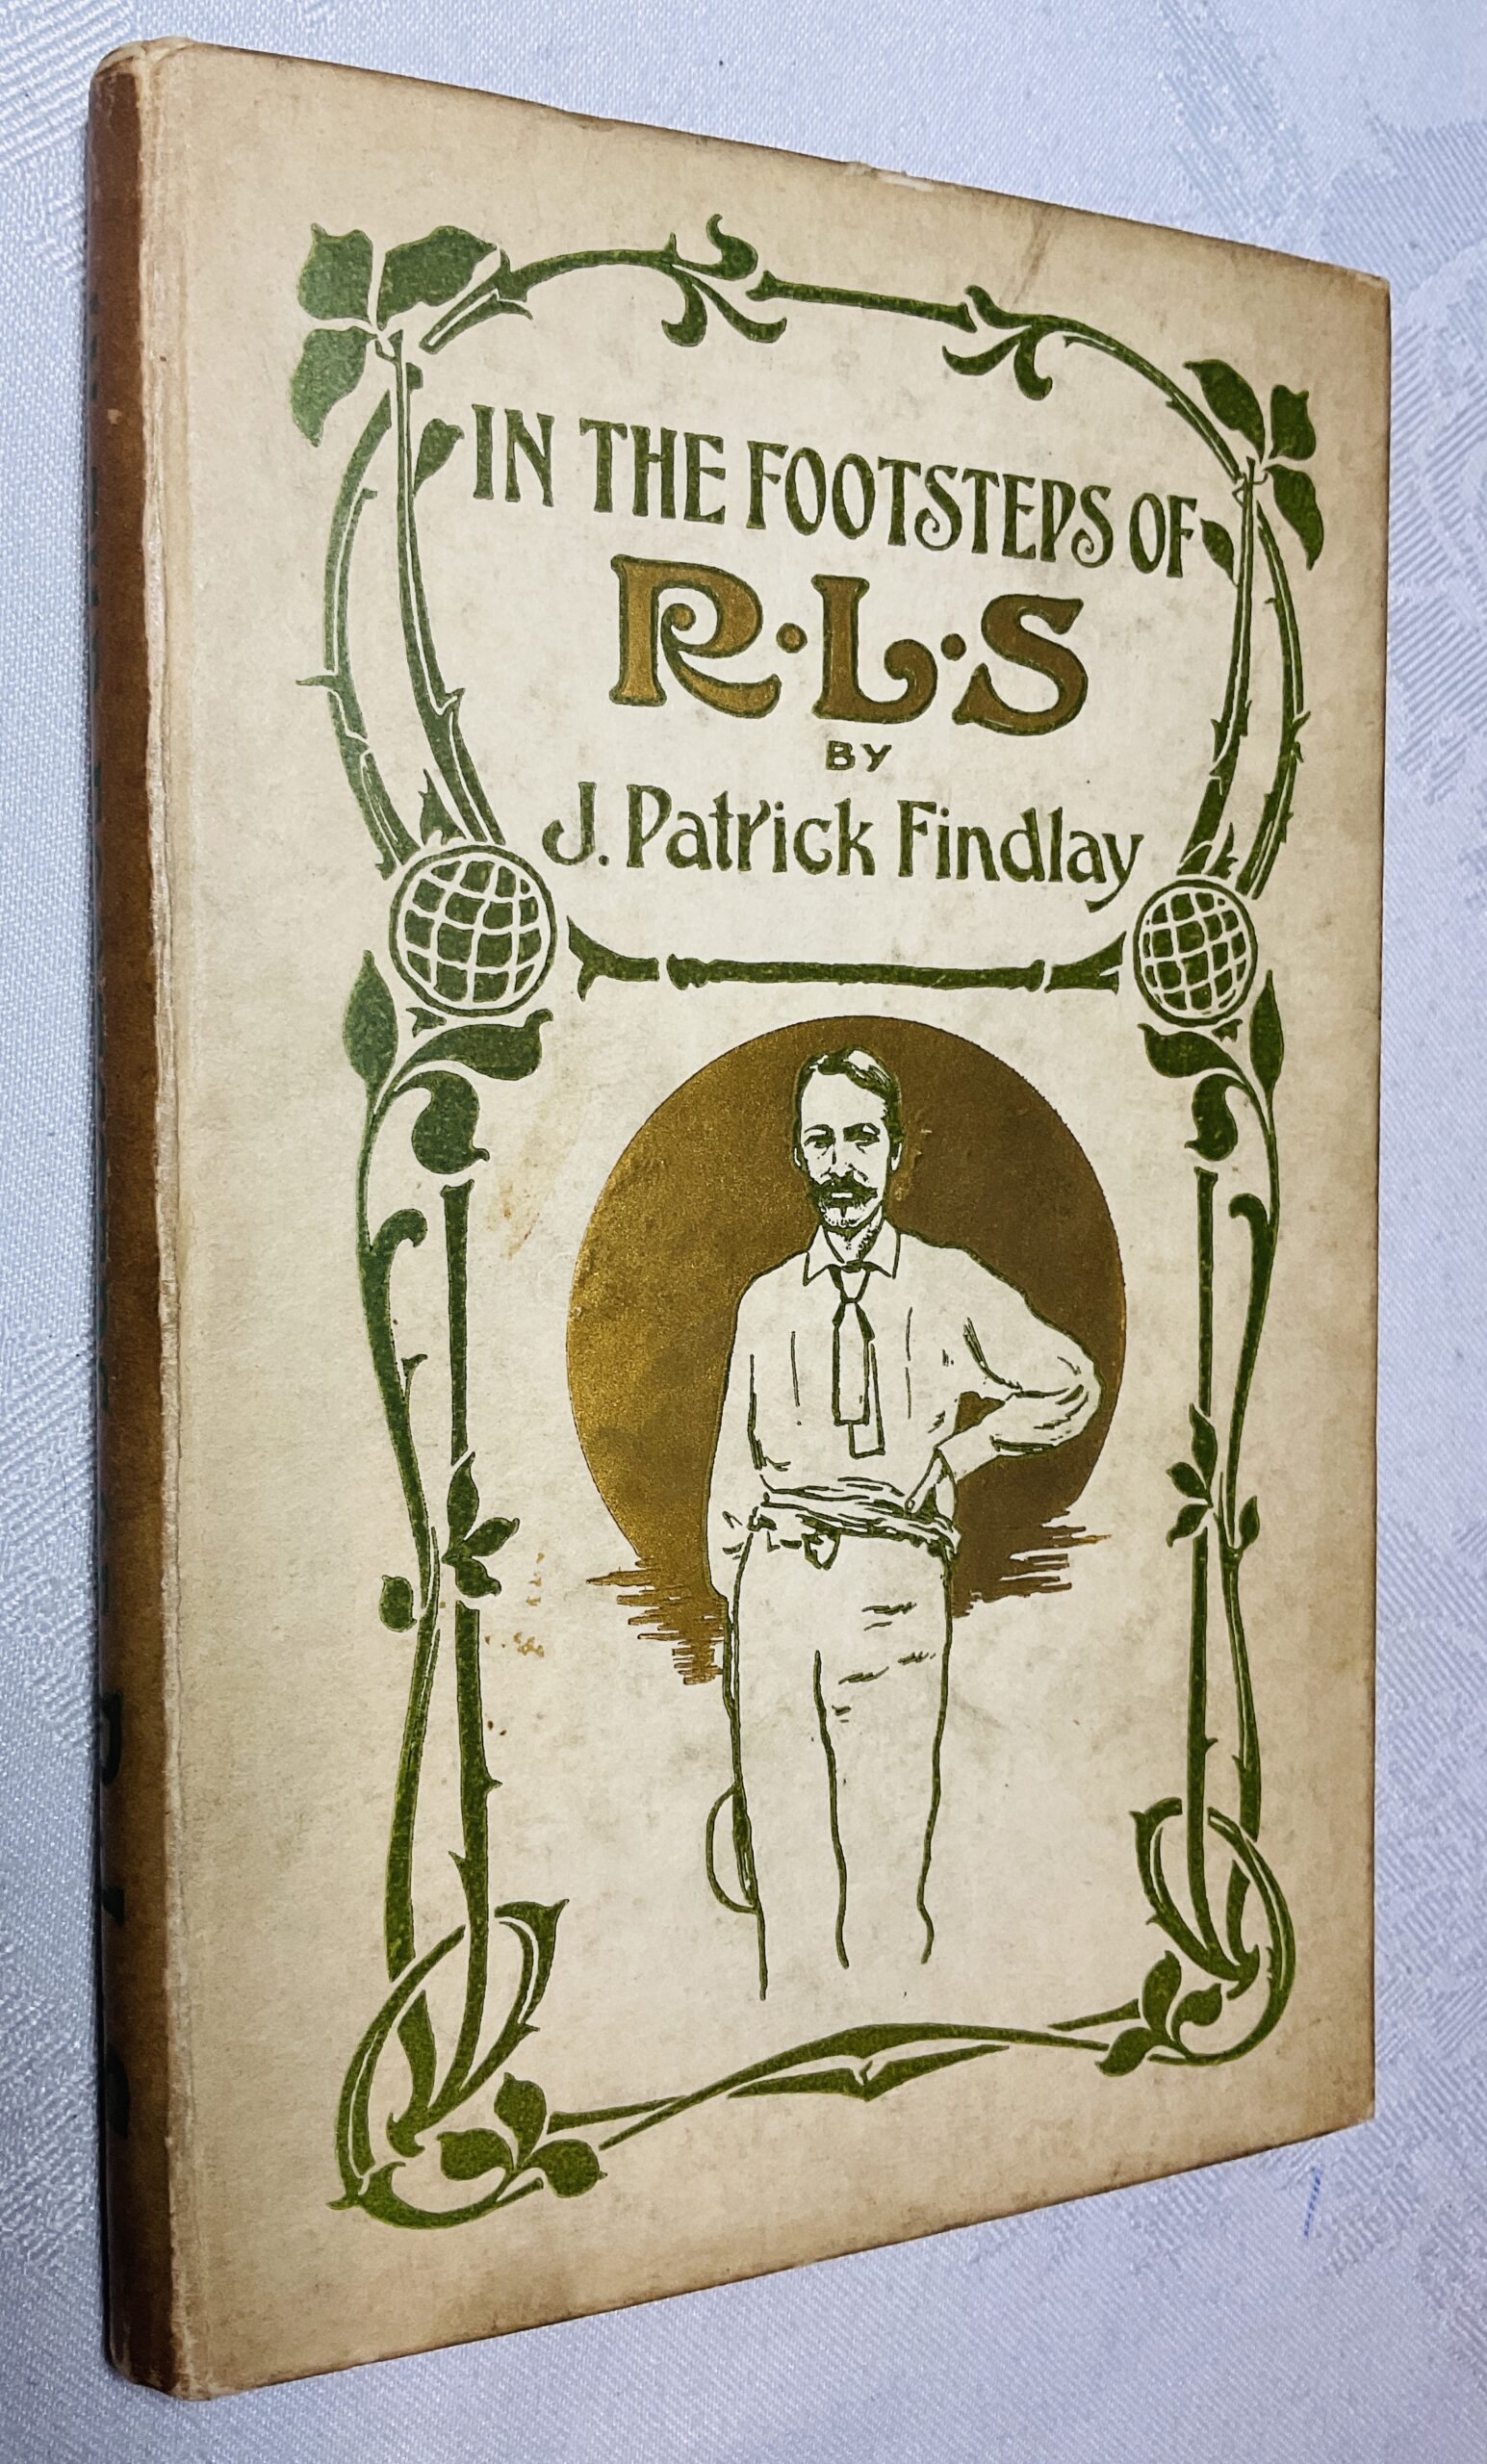 IN THE FOOTSTEPS OF
R·L·S
BY
J. Patrick Findlay